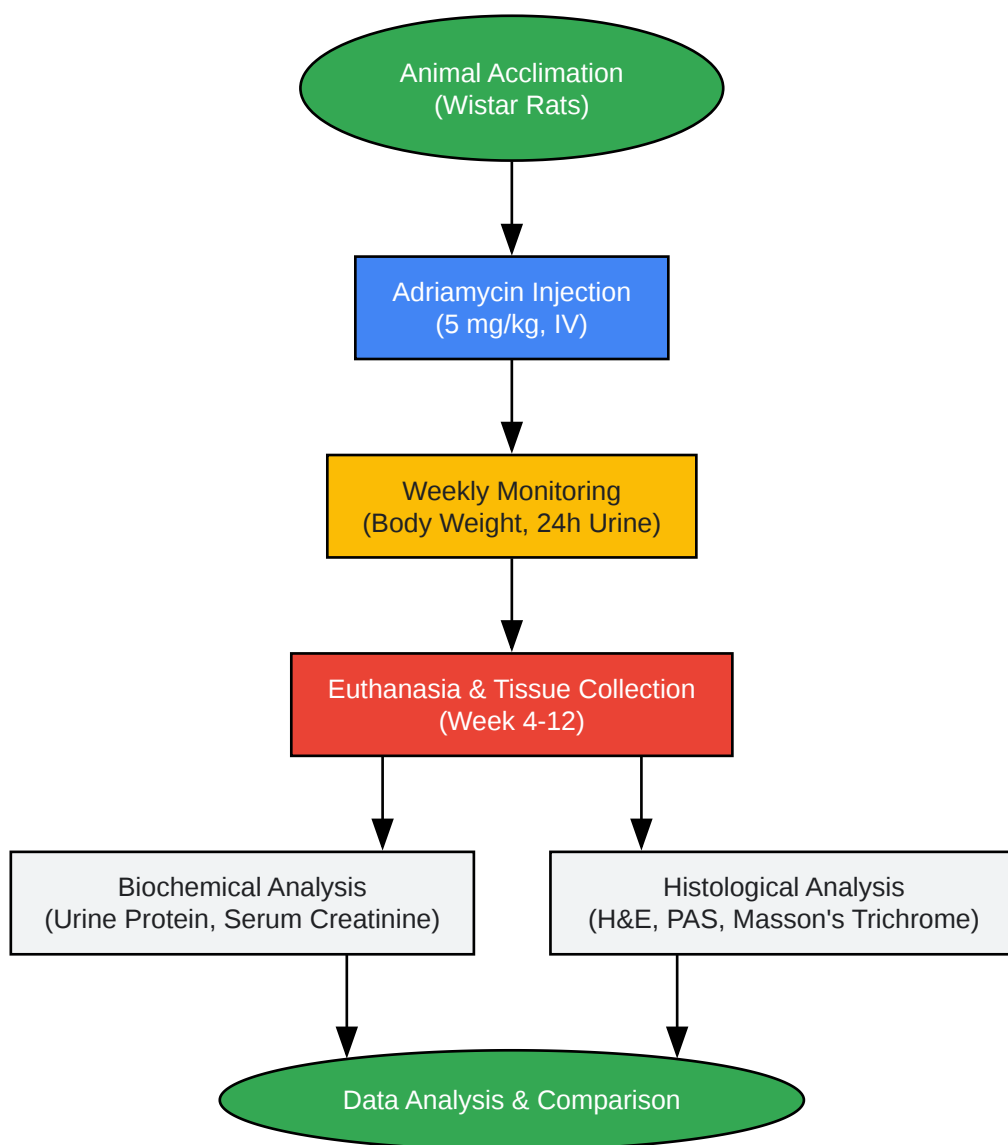 Animal Acclimation
(Wistar Rats)
Adriamycin Injection
(5 mg/kg, IV)
Weekly Monitoring
(Body Weight, 24h Urine)
Euthanasia & Tissue Collection
(Week 4-12)
Biochemical Analysis
(Urine Protein, Serum Creatinine)
Histological Analysis
(H&E, PAS, Masson's Trichrome)
Data Analysis & Comparison